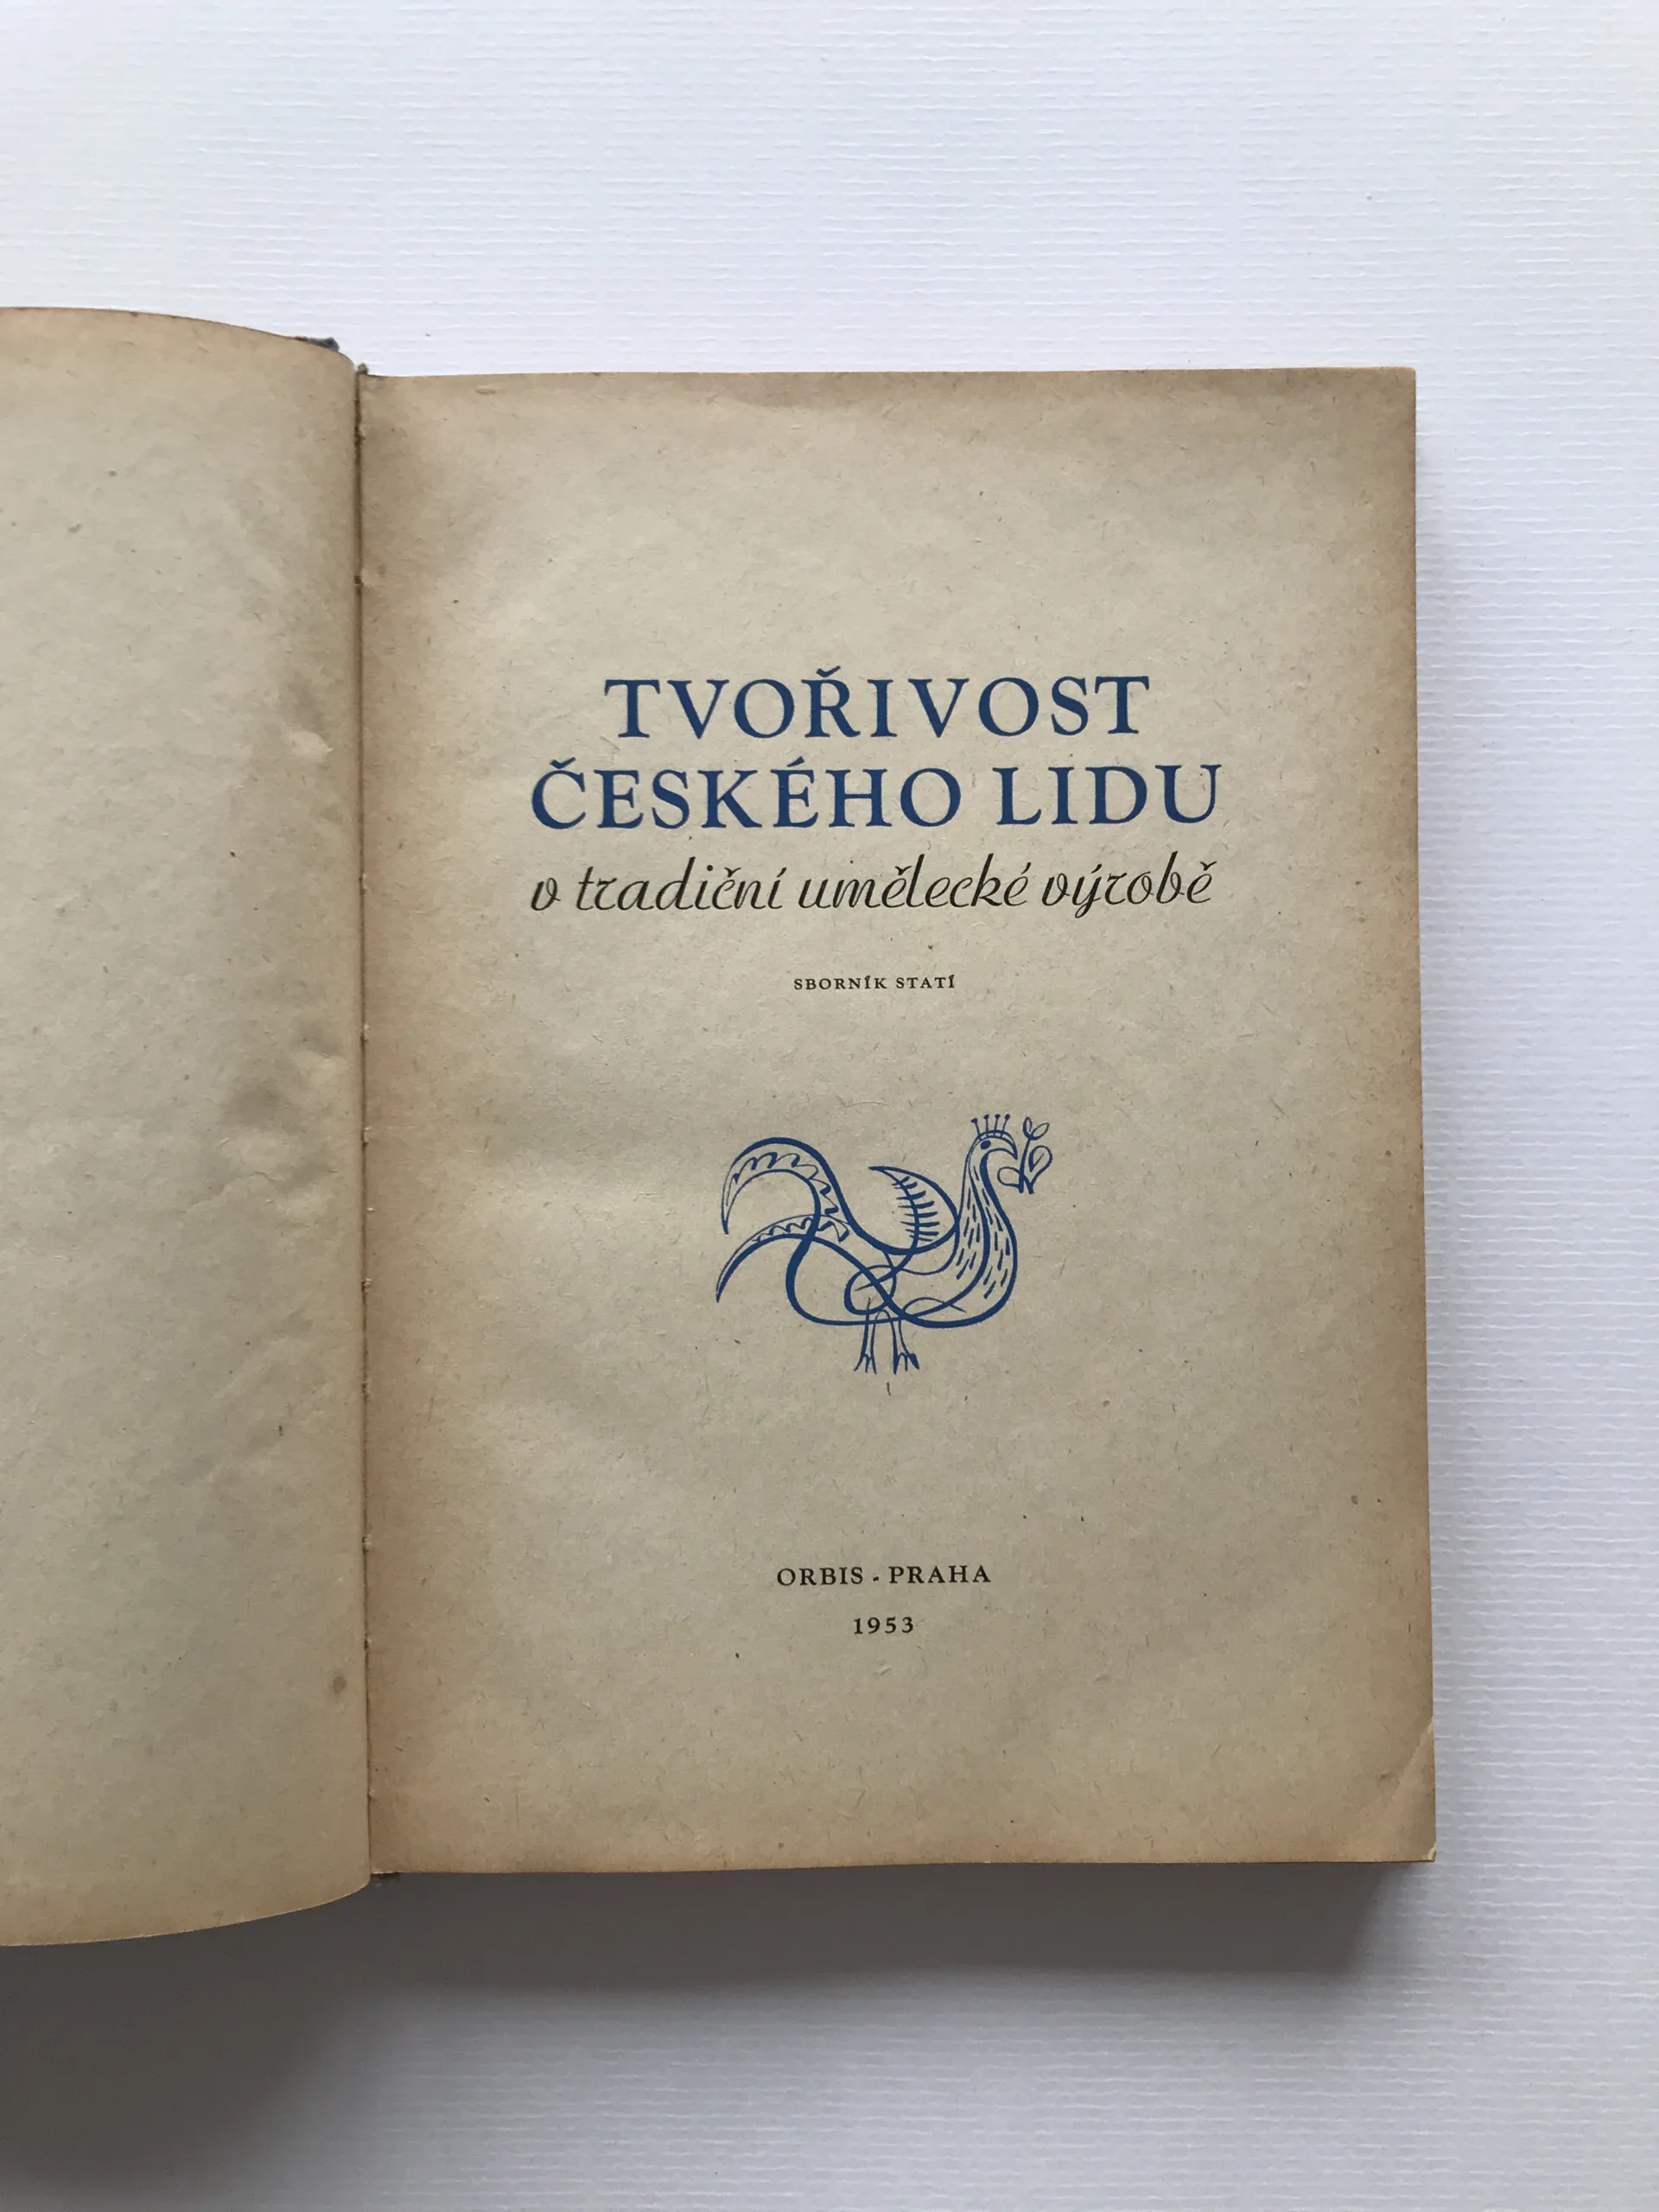 TVOŘIVOST
ČESKÉHO LIDU
v tradiční umělecké výrobě
SBORNÍK STATÍ
ORBIS - PRAHA
1953